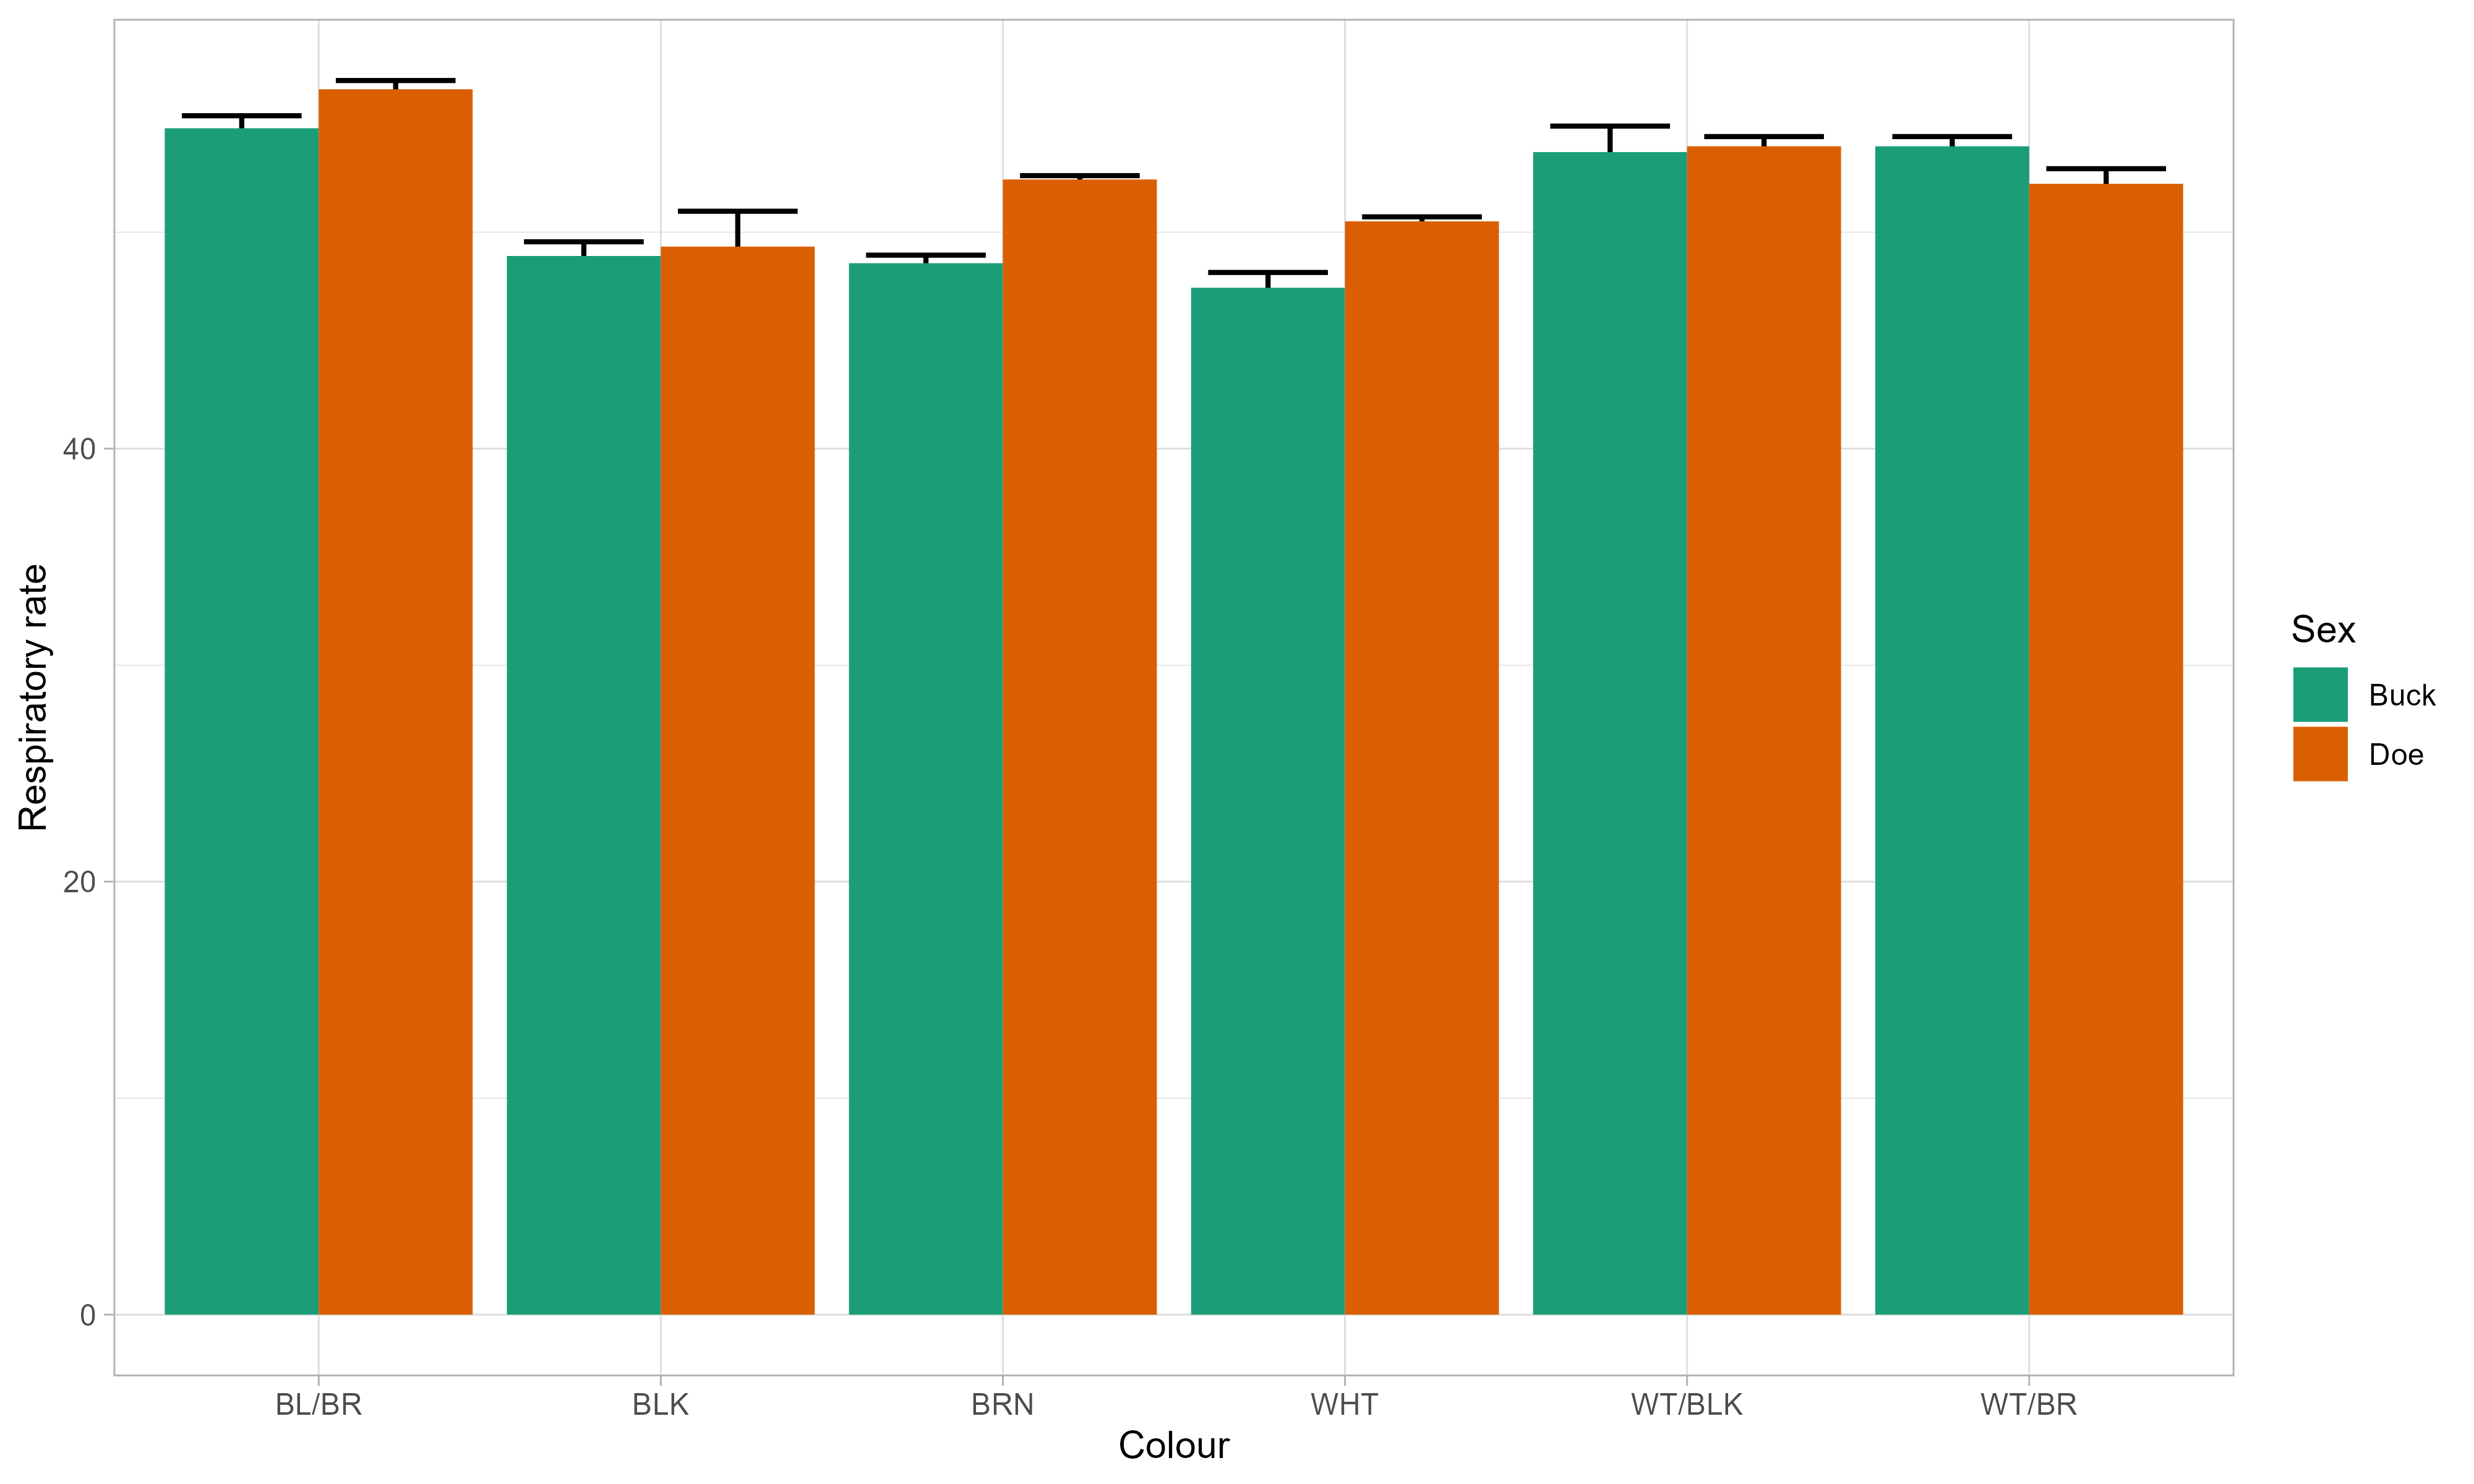 Respiratory rate
40
20
0
BL/BR BLK BRN WHT WT/BLK WT/BR
Colour
Sex
Buck
Doe